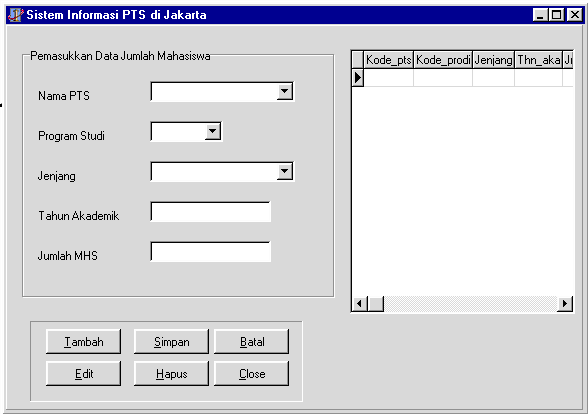 Sistem Informasi PTS di Jakarta
Pemasukkan Data Jumlah Mahasiswa
Nama PTS
Program Studi
Jenjang
Tahun Akademik
Jumlah MHS
Kode_pts Kode_prodi Jenjang Thn_aka
Tambah Simpan Batal
Edit Hapus Close